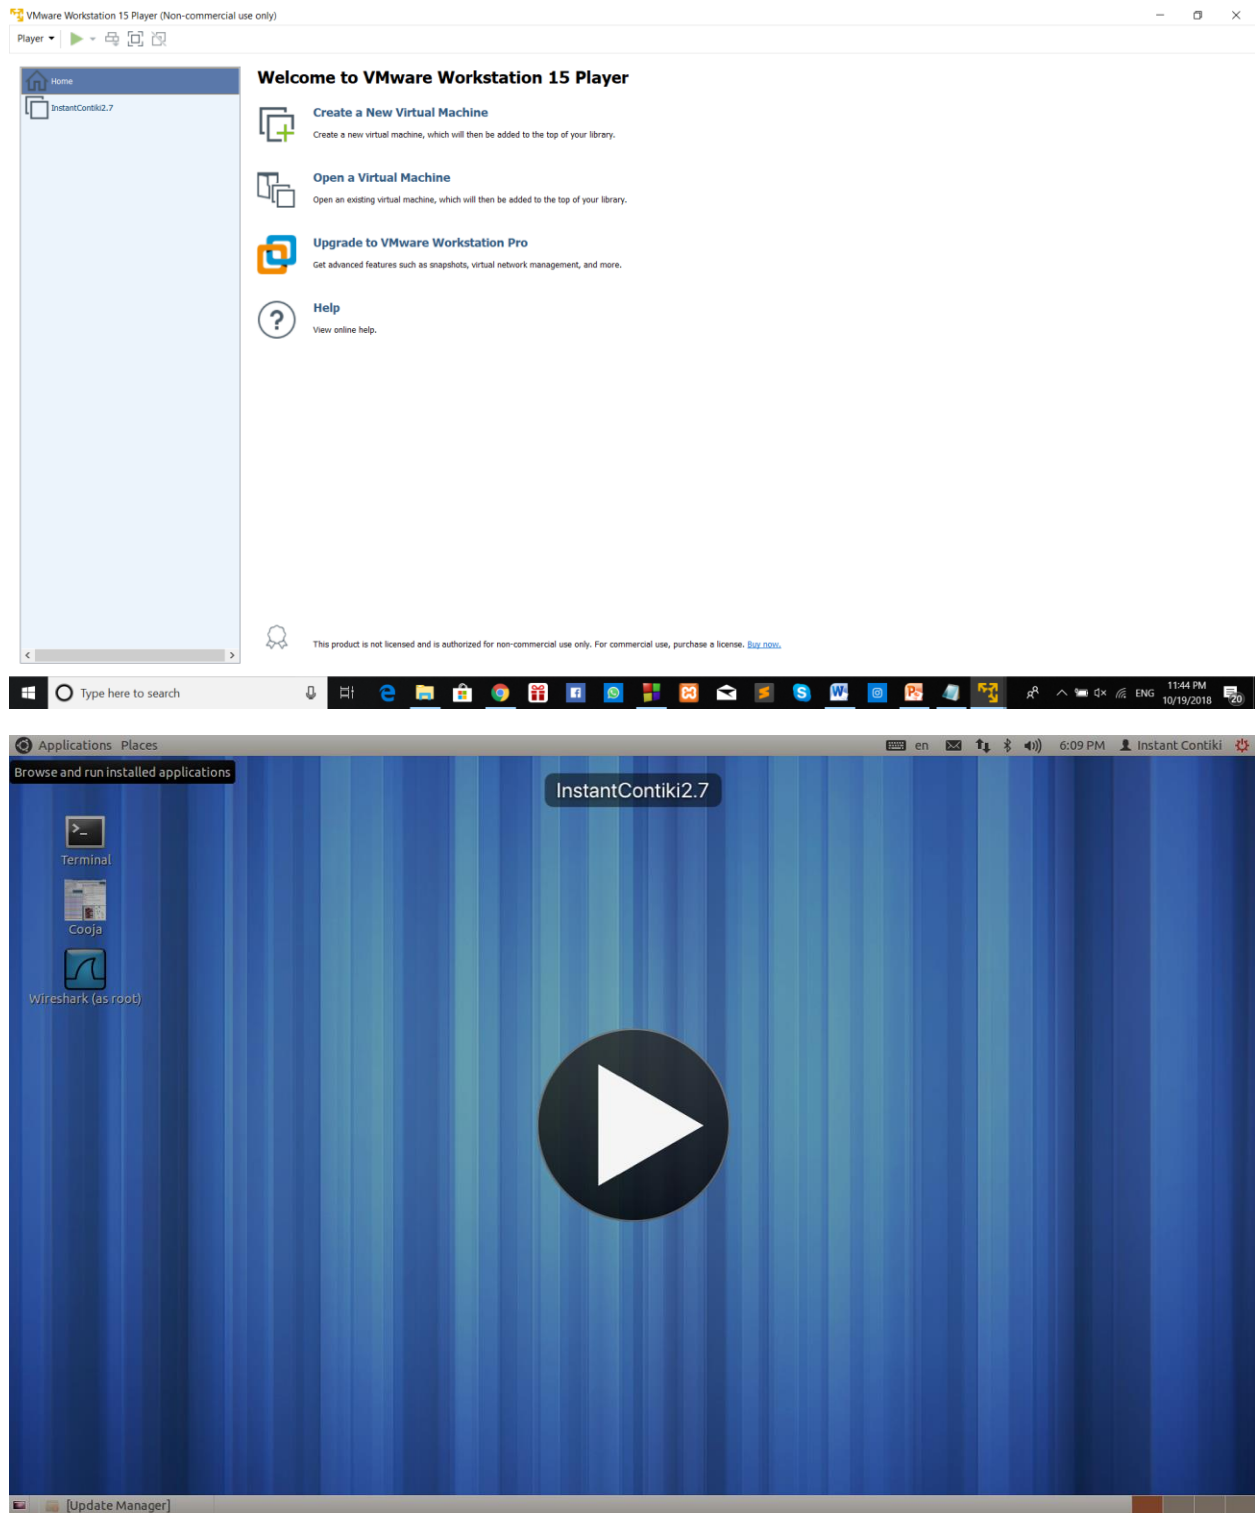 VMware Workstation 15 Player (Non-commercial use only)
Player
Home
InstantContiki2.7
Welcome to VMware Workstation 15 Player
Create a New Virtual Machine
Create a new virtual machine, which will then be added to the top of your library.
Open a Virtual Machine
Open an existing virtual machine, which will then be added to the top of your library.
Upgrade to VMware Workstation Pro
Get advanced features such as snapshots, virtual network management, and more.
Help
View online help.
This product is not licensed and is authorized for non-commercial use only. For commercial use, purchase a license. Buy now.
Type here to search
ENG
11:44 PM
10/19/2018
20
Applications Places
en
6:09 PM
Instant Contiki
Browse and run installed applications
InstantContiki2.7
Terminal
Cooja
Wireshark (as root)
[Update Manager]